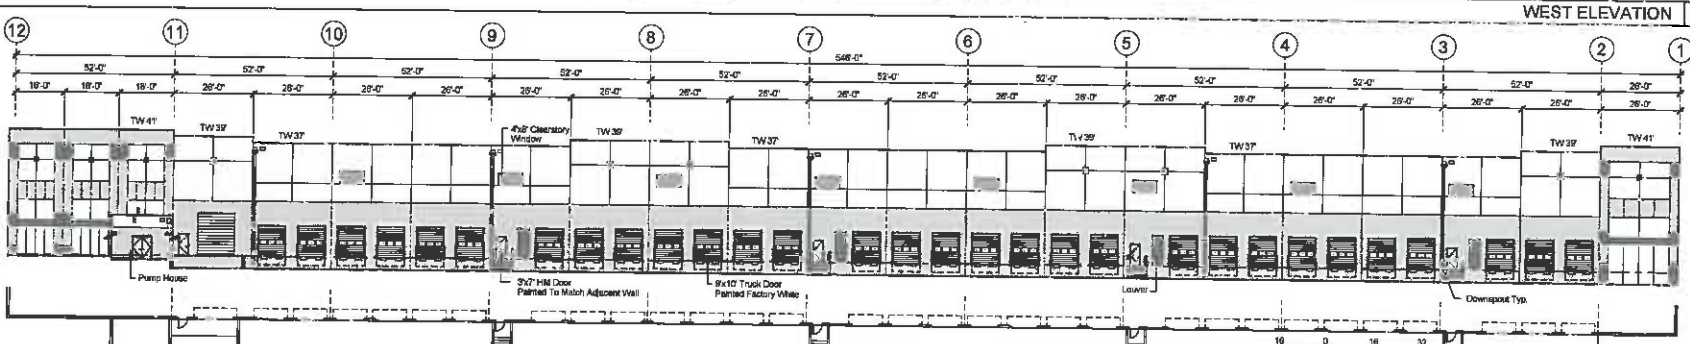 WEST ELEVATION
12 11 10 9 8 7 6 5 4 3 2 1
546'-0"
52'-0" 52'-0" 52'-0" 52'-0" 52'-0" 52'-0" 52'-0" 52'-0" 52'-0" 52'-0" 26'-0"
18'-0" 18'-0" 18'-0" 26'-0" 26'-0" 26'-0" 26'-0" 26'-0" 26'-0" 26'-0" 26'-0" 26'-0" 26'-0" 26'-0" 26'-0" 26'-0" 26'-0" 26'-0" 26'-0" 26'-0" 26'-0" 26'-0"
TW 41' TW 39' TW 37' TW 39' TW 37' TW 39' TW 37' TW 39' TW 41'
4'x8' Clearstory
Window
Pump House
3'x7' HM Door
Painted To Match Adjacent Wall
9'x10' Truck Door
Painted Factory White
Louver
Downspout Typ.
16 0 16 32